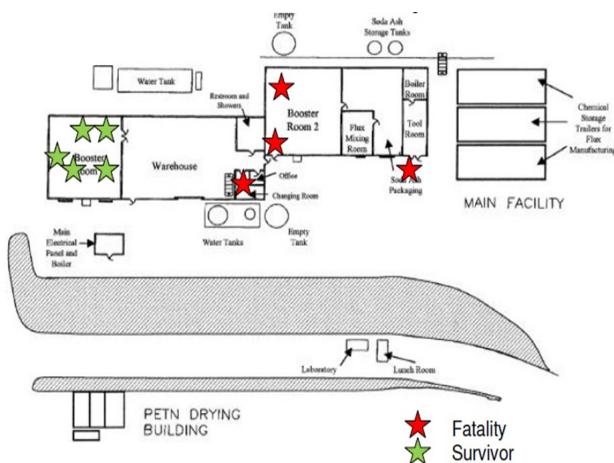 Empty
Tank
Soda Ash
Storage Tanks
Water Tank
Restroom and
Showers
Booster
Room 2
Boiler
Room
Flux
Mixing
Room
Tool
Room
Chemical
Storage
Trailers for
Flux
Manufacturing
Booster
Room
Warehouse
Office
Changing Room
Soda Ash
Packaging
MAIN FACILITY
Main
Electrical
Panel and
Boiler
Water Tanks
Empty
Tank
Laboratory
Lunch Room
PETN DRYING
BUILDING
Fatality
Survivor